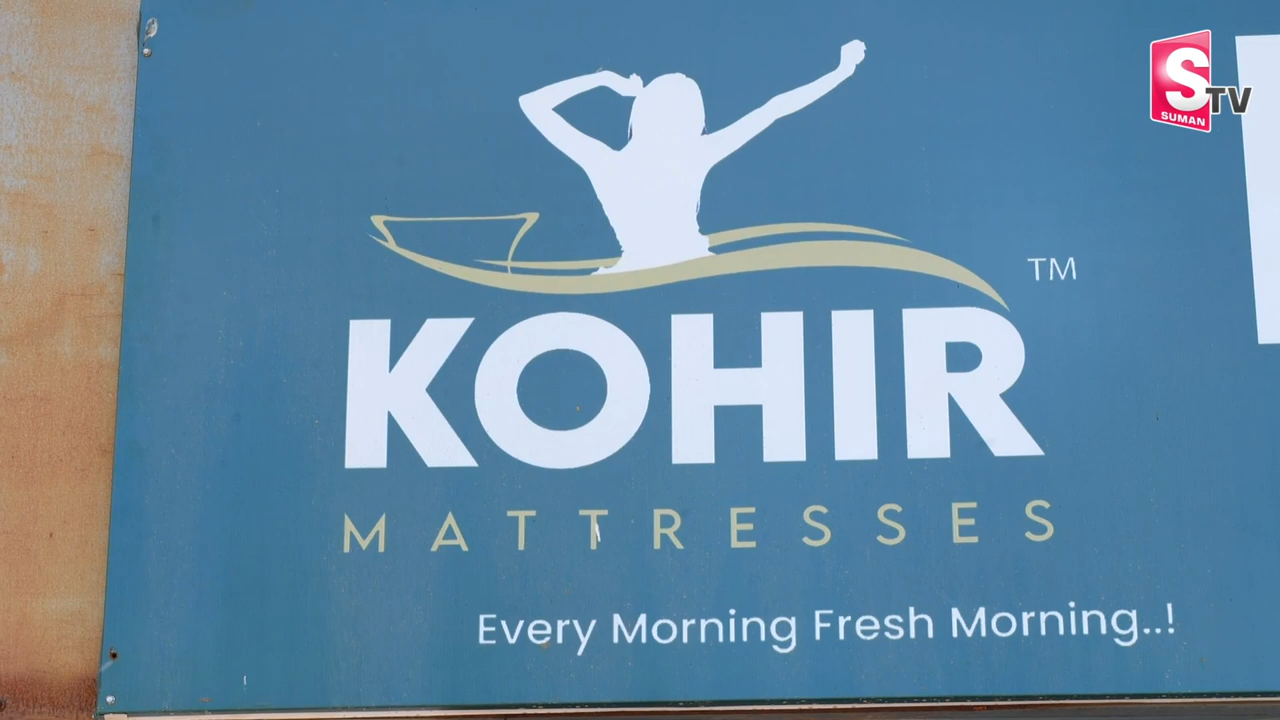 S TV
SUMAN
TM
KOHIR
MATTRESSES
Every Morning Fresh Morning..!